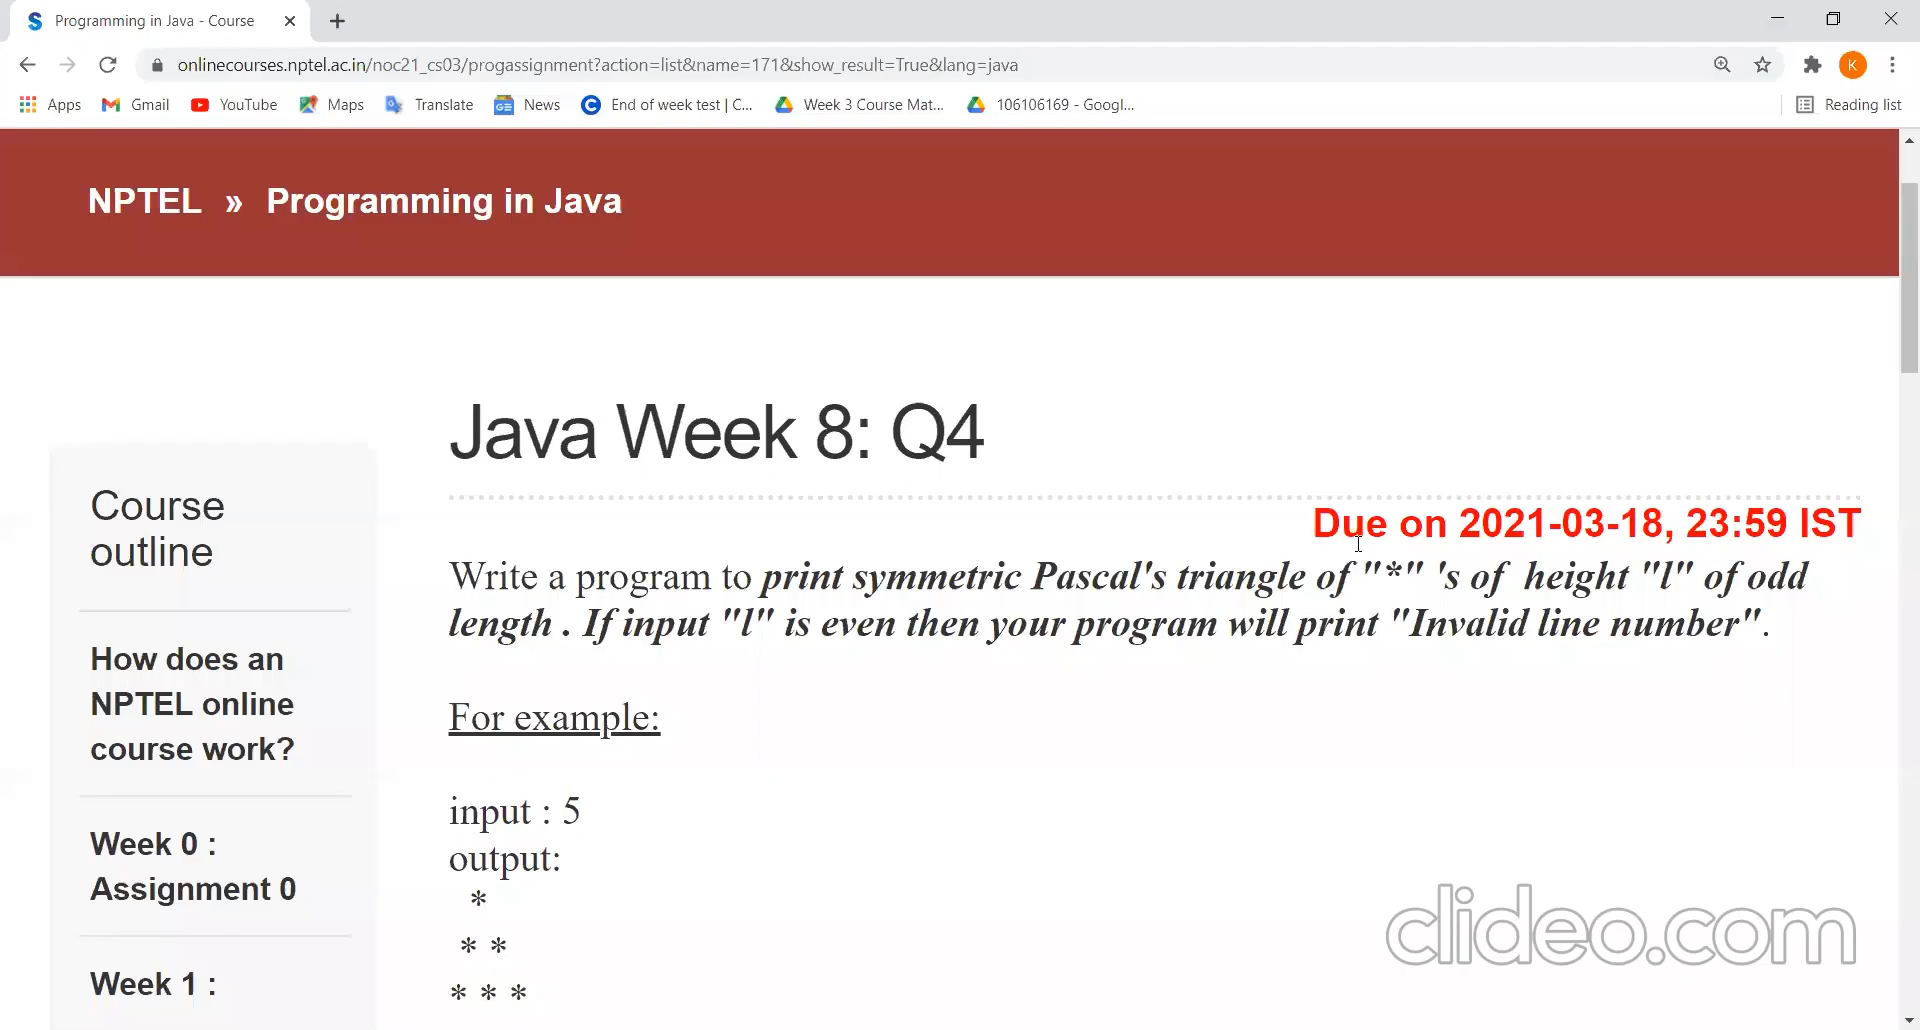 Programming in Java - Course
onlinecourses.nptel.ac.in/noc21_cs03/progassignment?action=list&name=171&show_result=True&lang=java
K
Apps Gmail YouTube Maps Translate News End of week test | C... Week 3 Course Mat... 106106169 - Googl... Reading list
NPTEL » Programming in Java
Java Week 8: Q4
Due on 2021-03-18, 23:59 IST
Write a program to print symmetric Pascal's triangle of "*" 's of height "l" of odd
length . If input "l" is even then your program will print "Invalid line number".
For example:
input : 5
output:
*
* *
* * *
Course
outline
How does an
NPTEL online
course work?
Week 0 :
Assignment 0
Week 1 :
clideo.com